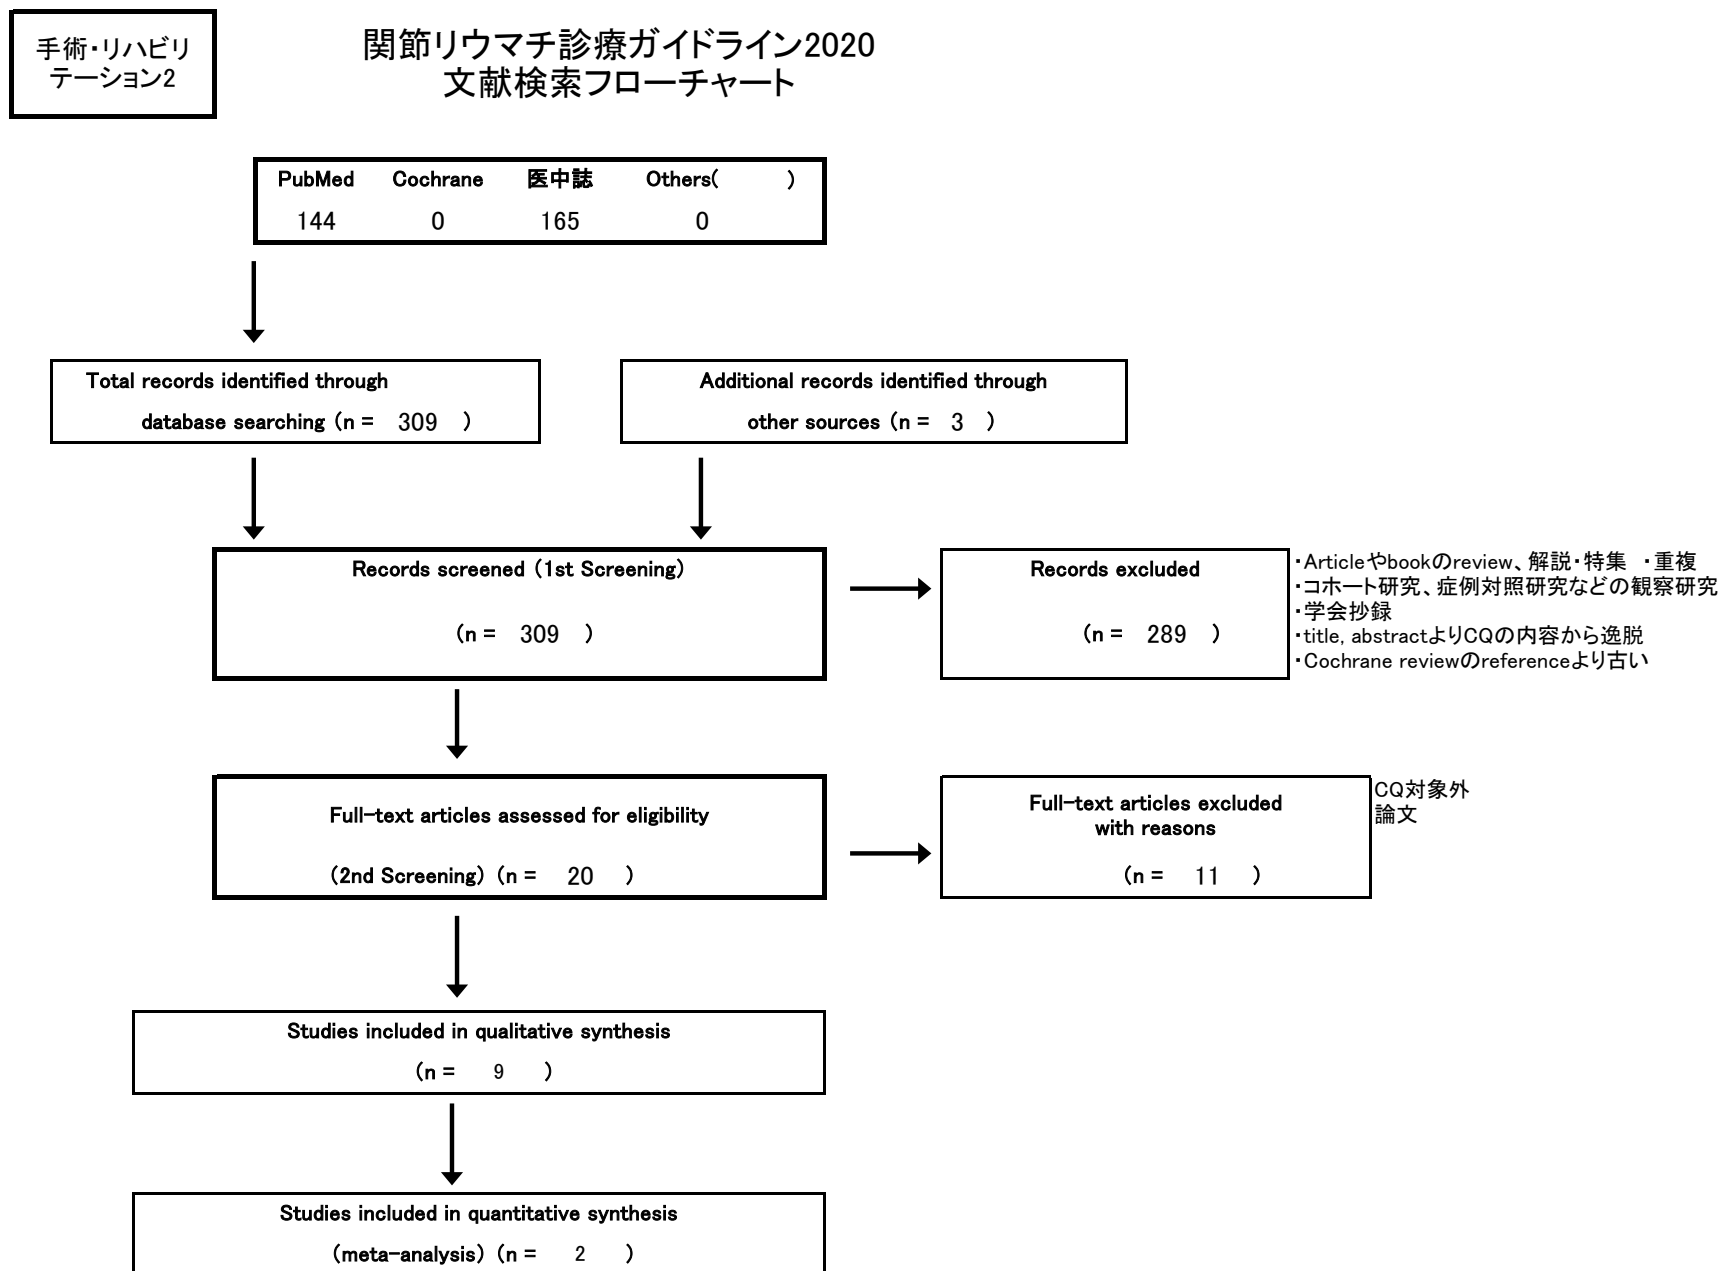 手術・リハビリ
テーション2
関節リウマチ診療ガイドライン2020
文献検索フローチャート
PubMed Cochrane 医中誌 Others( )
144 0 165 0
Total records identified through
database searching (n = 309 )
Additional records identified through
other sources (n = 3 )
Records screened (1st Screening)
(n = 309 )
Records excluded
(n = 289 )
・Articleやbookのreview、解説・特集 ・重複
・コホート研究、症例対照研究などの観察研究
・学会抄録
・title, abstractよりCQの内容から逸脱
・Cochrane reviewのreferenceより古い
Full-text articles assessed for eligibility
(2nd Screening) (n = 20 )
Full-text articles excluded
with reasons
(n = 11 )
CQ対象外
論文
Studies included in qualitative synthesis
(n = 9 )
Studies included in quantitative synthesis
(meta-analysis) (n = 2 )